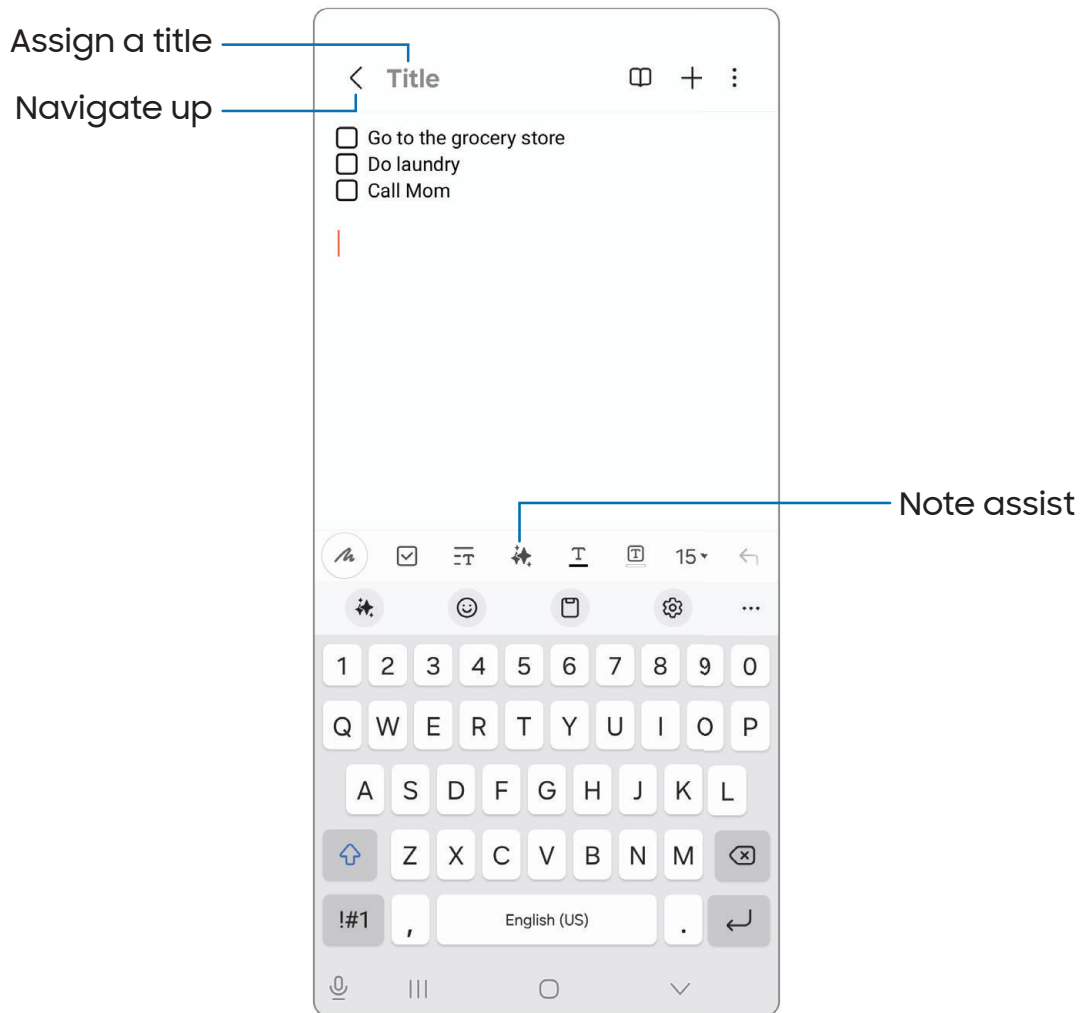 Assign a title
Title
Navigate up
Go to the grocery store
Do laundry
Call Mom
Note assist
T T T 15
1 2 3 4 5 6 7 8 9 0
Q W E R T Y U I O P
A S D F G H J K L
Z X C V B N M
!#1 , English (US) .